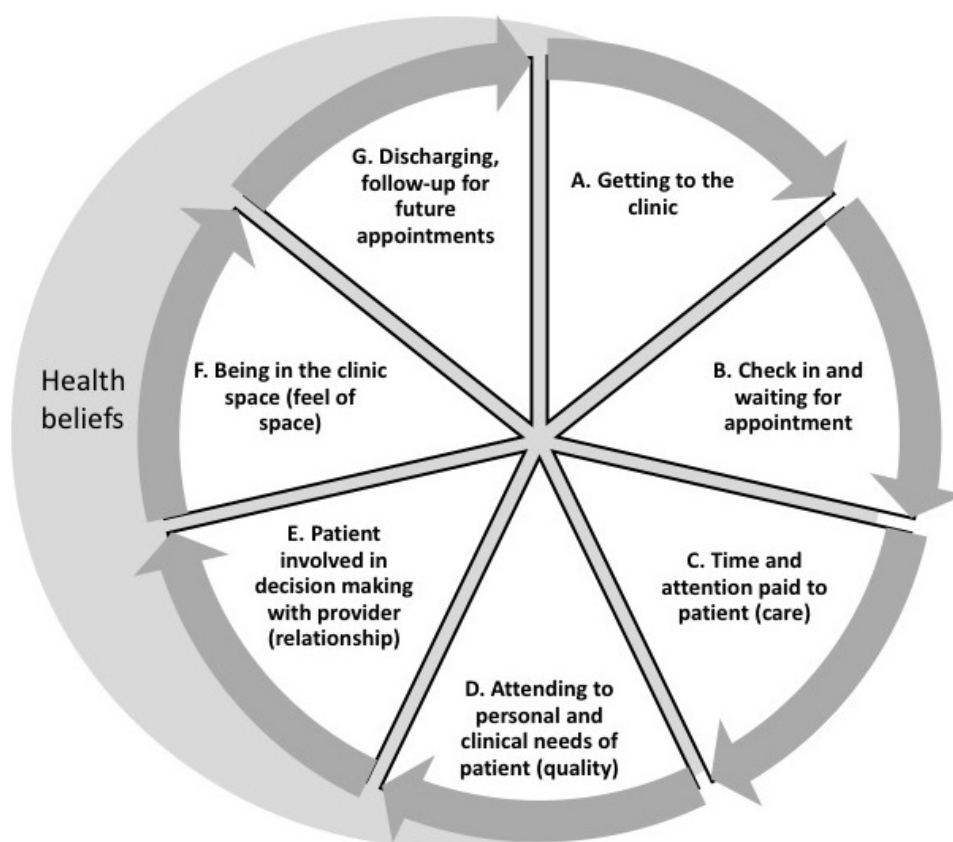 A. Getting to the
clinic
B. Check in and
waiting for
appointment
C. Time and
attention paid to
patient (care)
D. Attending to
personal and
clinical needs of
patient (quality)
E. Patient
involved in
decision making
with provider
(relationship)
F. Being in the clinic
space (feel of
space)
G. Discharging,
follow-up for
future
appointments
Health
beliefs